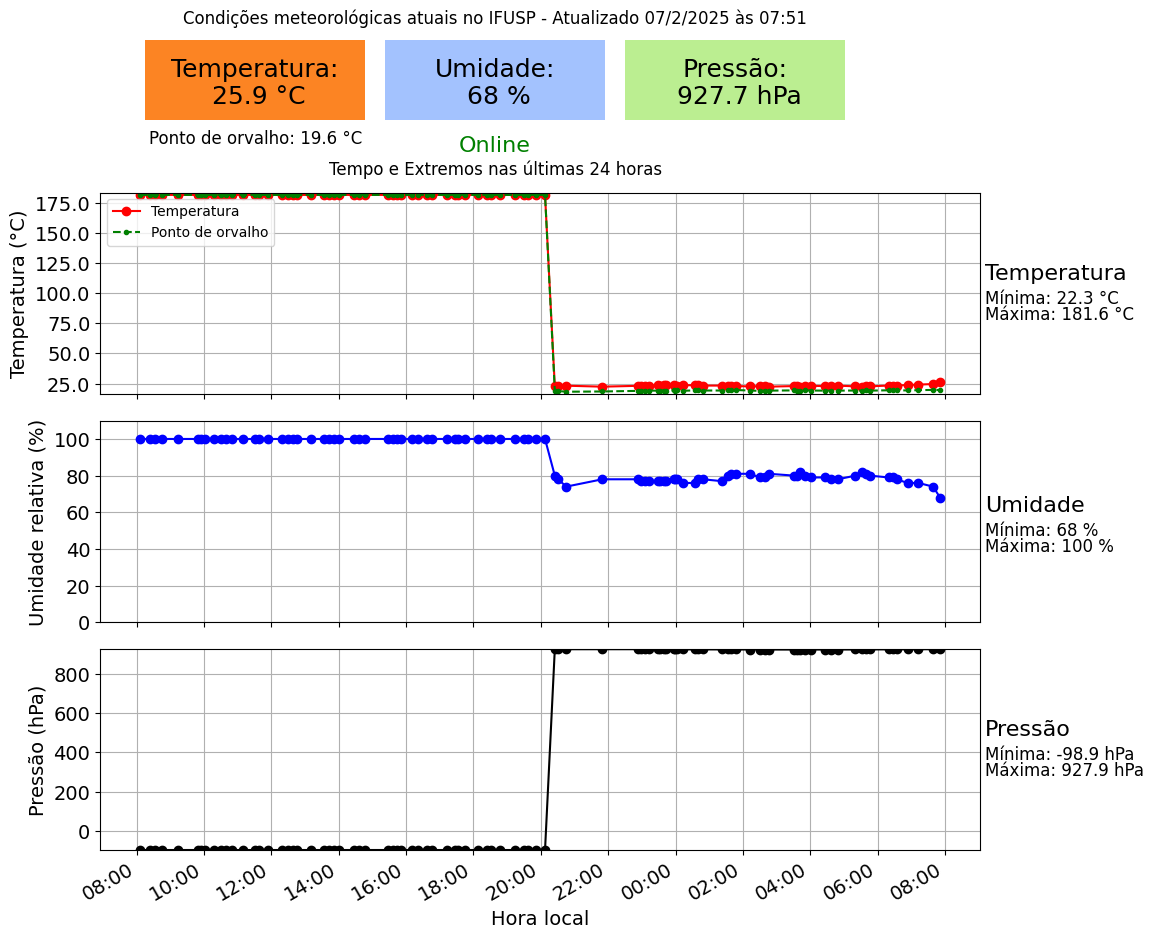 Condições meteorológicas atuais no IFUSP - Atualizado 07/2/2025 às 07:51
Temperatura:
25.9 °C
Umidade:
68 %
Pressão:
927.7 hPa
Ponto de orvalho: 19.6 °C
Online
Tempo e Extremos nas últimas 24 horas
Temperatura (°C)
175.0
150.0
125.0
100.0
75.0
50.0
25.0
Temperatura
Ponto de orvalho
Temperatura
Mínima: 22.3 °C
Máxima: 181.6 °C
Umidade relativa (%)
100
80
60
40
20
0
Umidade
Mínima: 68 %
Máxima: 100 %
Pressão (hPa)
800
600
400
200
0
Pressão
Mínima: -98.9 hPa
Máxima: 927.9 hPa
08:00
10:00
12:00
14:00
16:00
18:00
20:00
22:00
00:00
02:00
04:00
06:00
08:00
Hora local